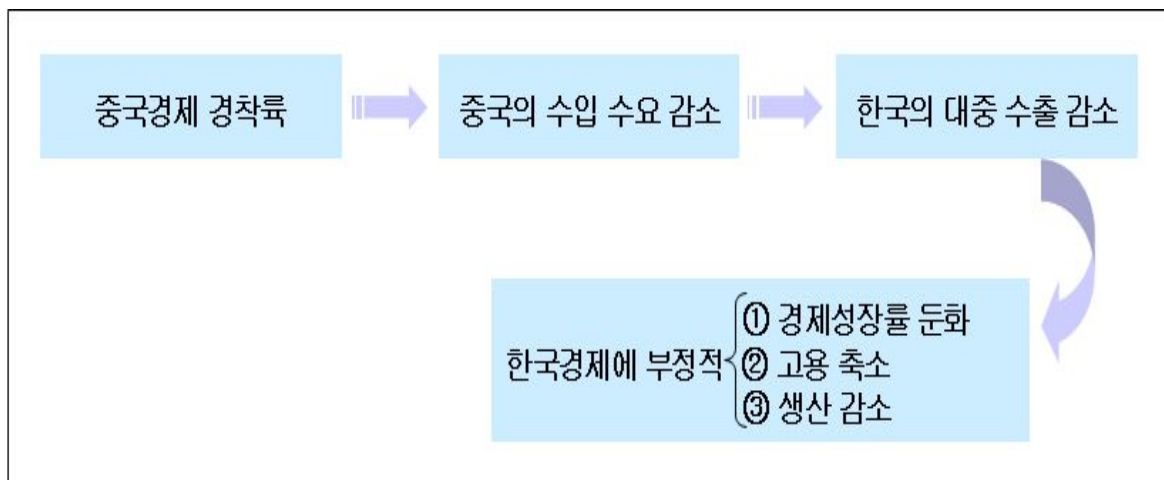 중국경제 경착륙
중국의 수입 수요 감소
한국의 대중 수출 감소
한국경제에 부정적
① 경제성장률 둔화
② 고용 축소
③ 생산 감소